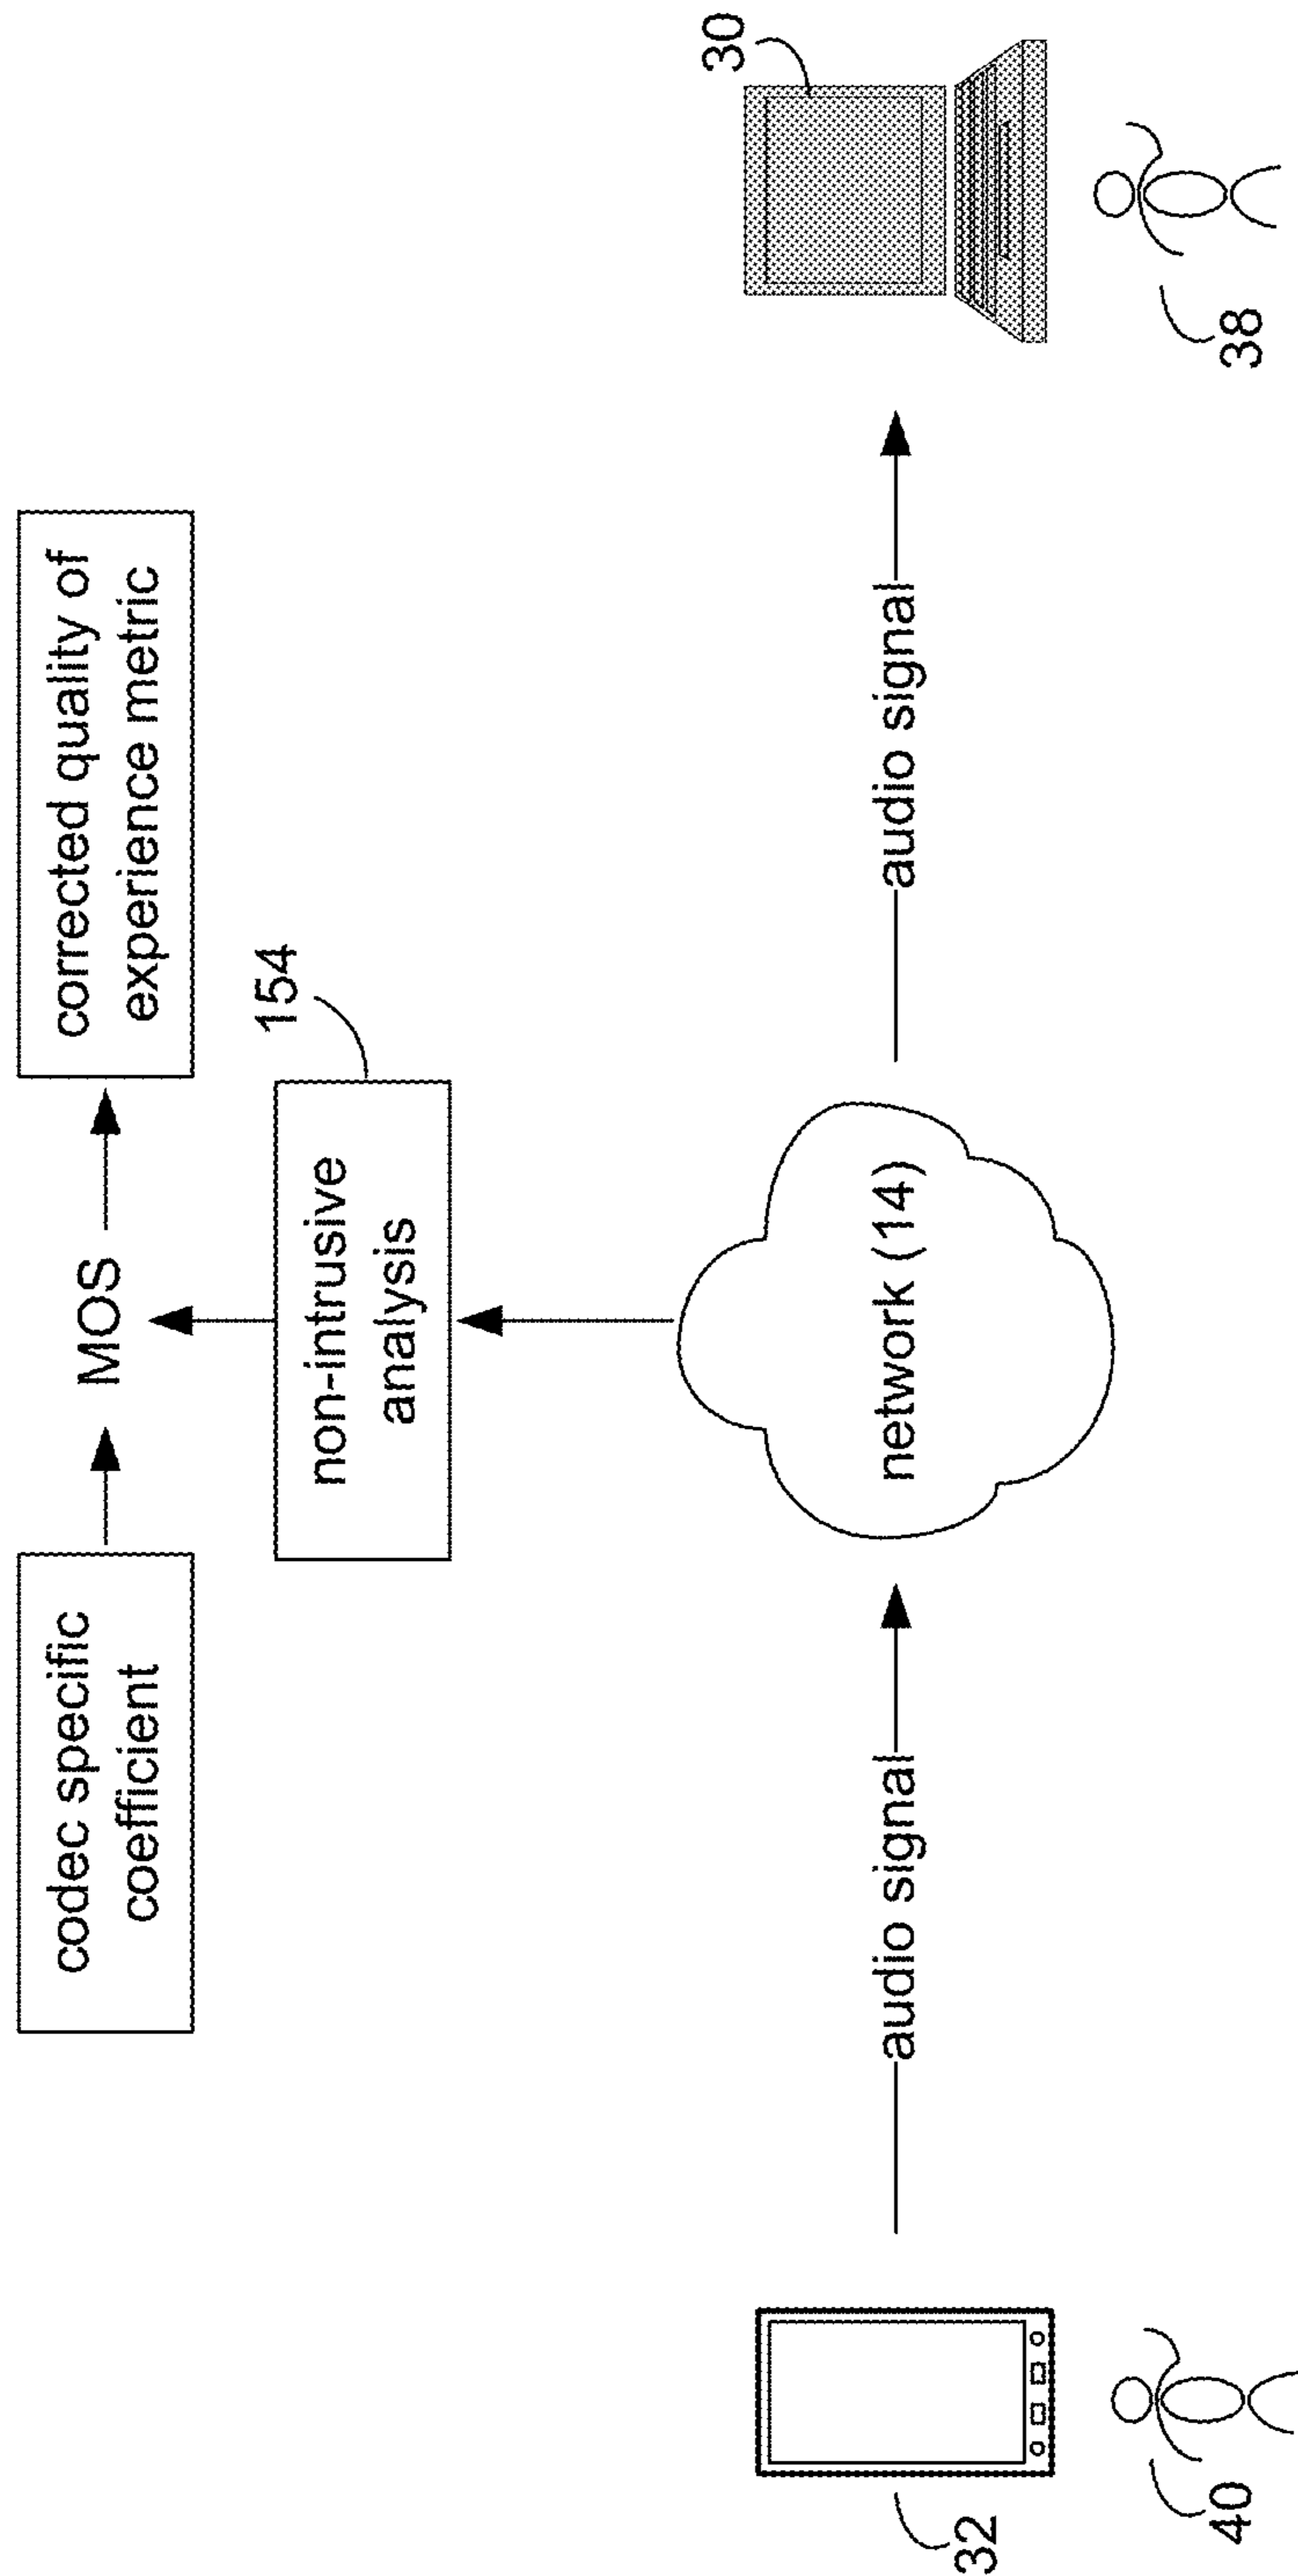 codec specific
coefficient
MOS
corrected quality of
experience metric
non-intrusive
analysis
154
32
audio signal
network (14)
audio signal
30
40
38